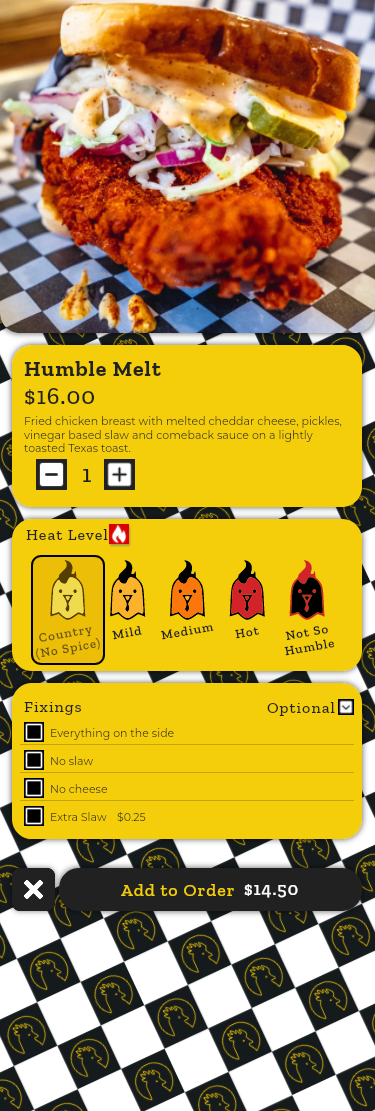 Humble Melt
$16.00
Fried chicken breast with melted cheddar cheese, pickles,
vinegar based slaw and comeback sauce on a lightly
toasted Texas toast.
1
Heat Level
Country
(No Spice)
Mild
Medium
Hot
Not So
Humble
Fixings
Optional
Everything on the side
No slaw
No cheese
Extra Slaw $0.25
Add to Order $14.50